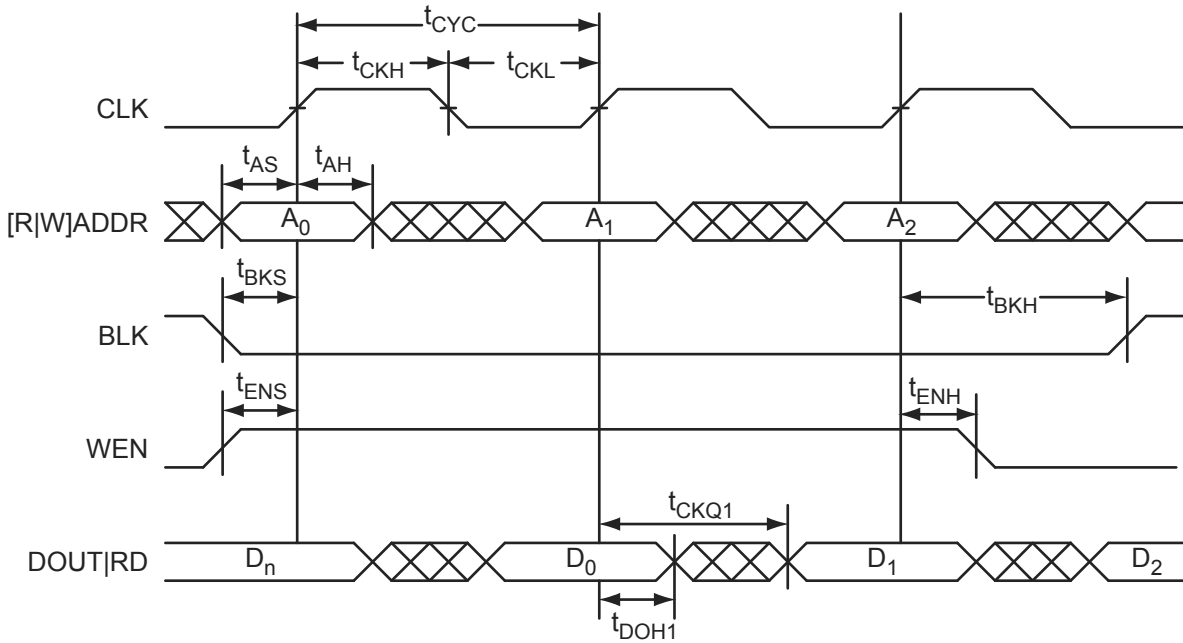 tCYC
tCKH tCKL
CLK
tAS tAH
[R|W]ADDR A0 A1 A2
tBKS tBKH
BLK
tENS tENH
WEN
tCKQ1
DOUT|RD Dn D0 D1 D2
tDOH1